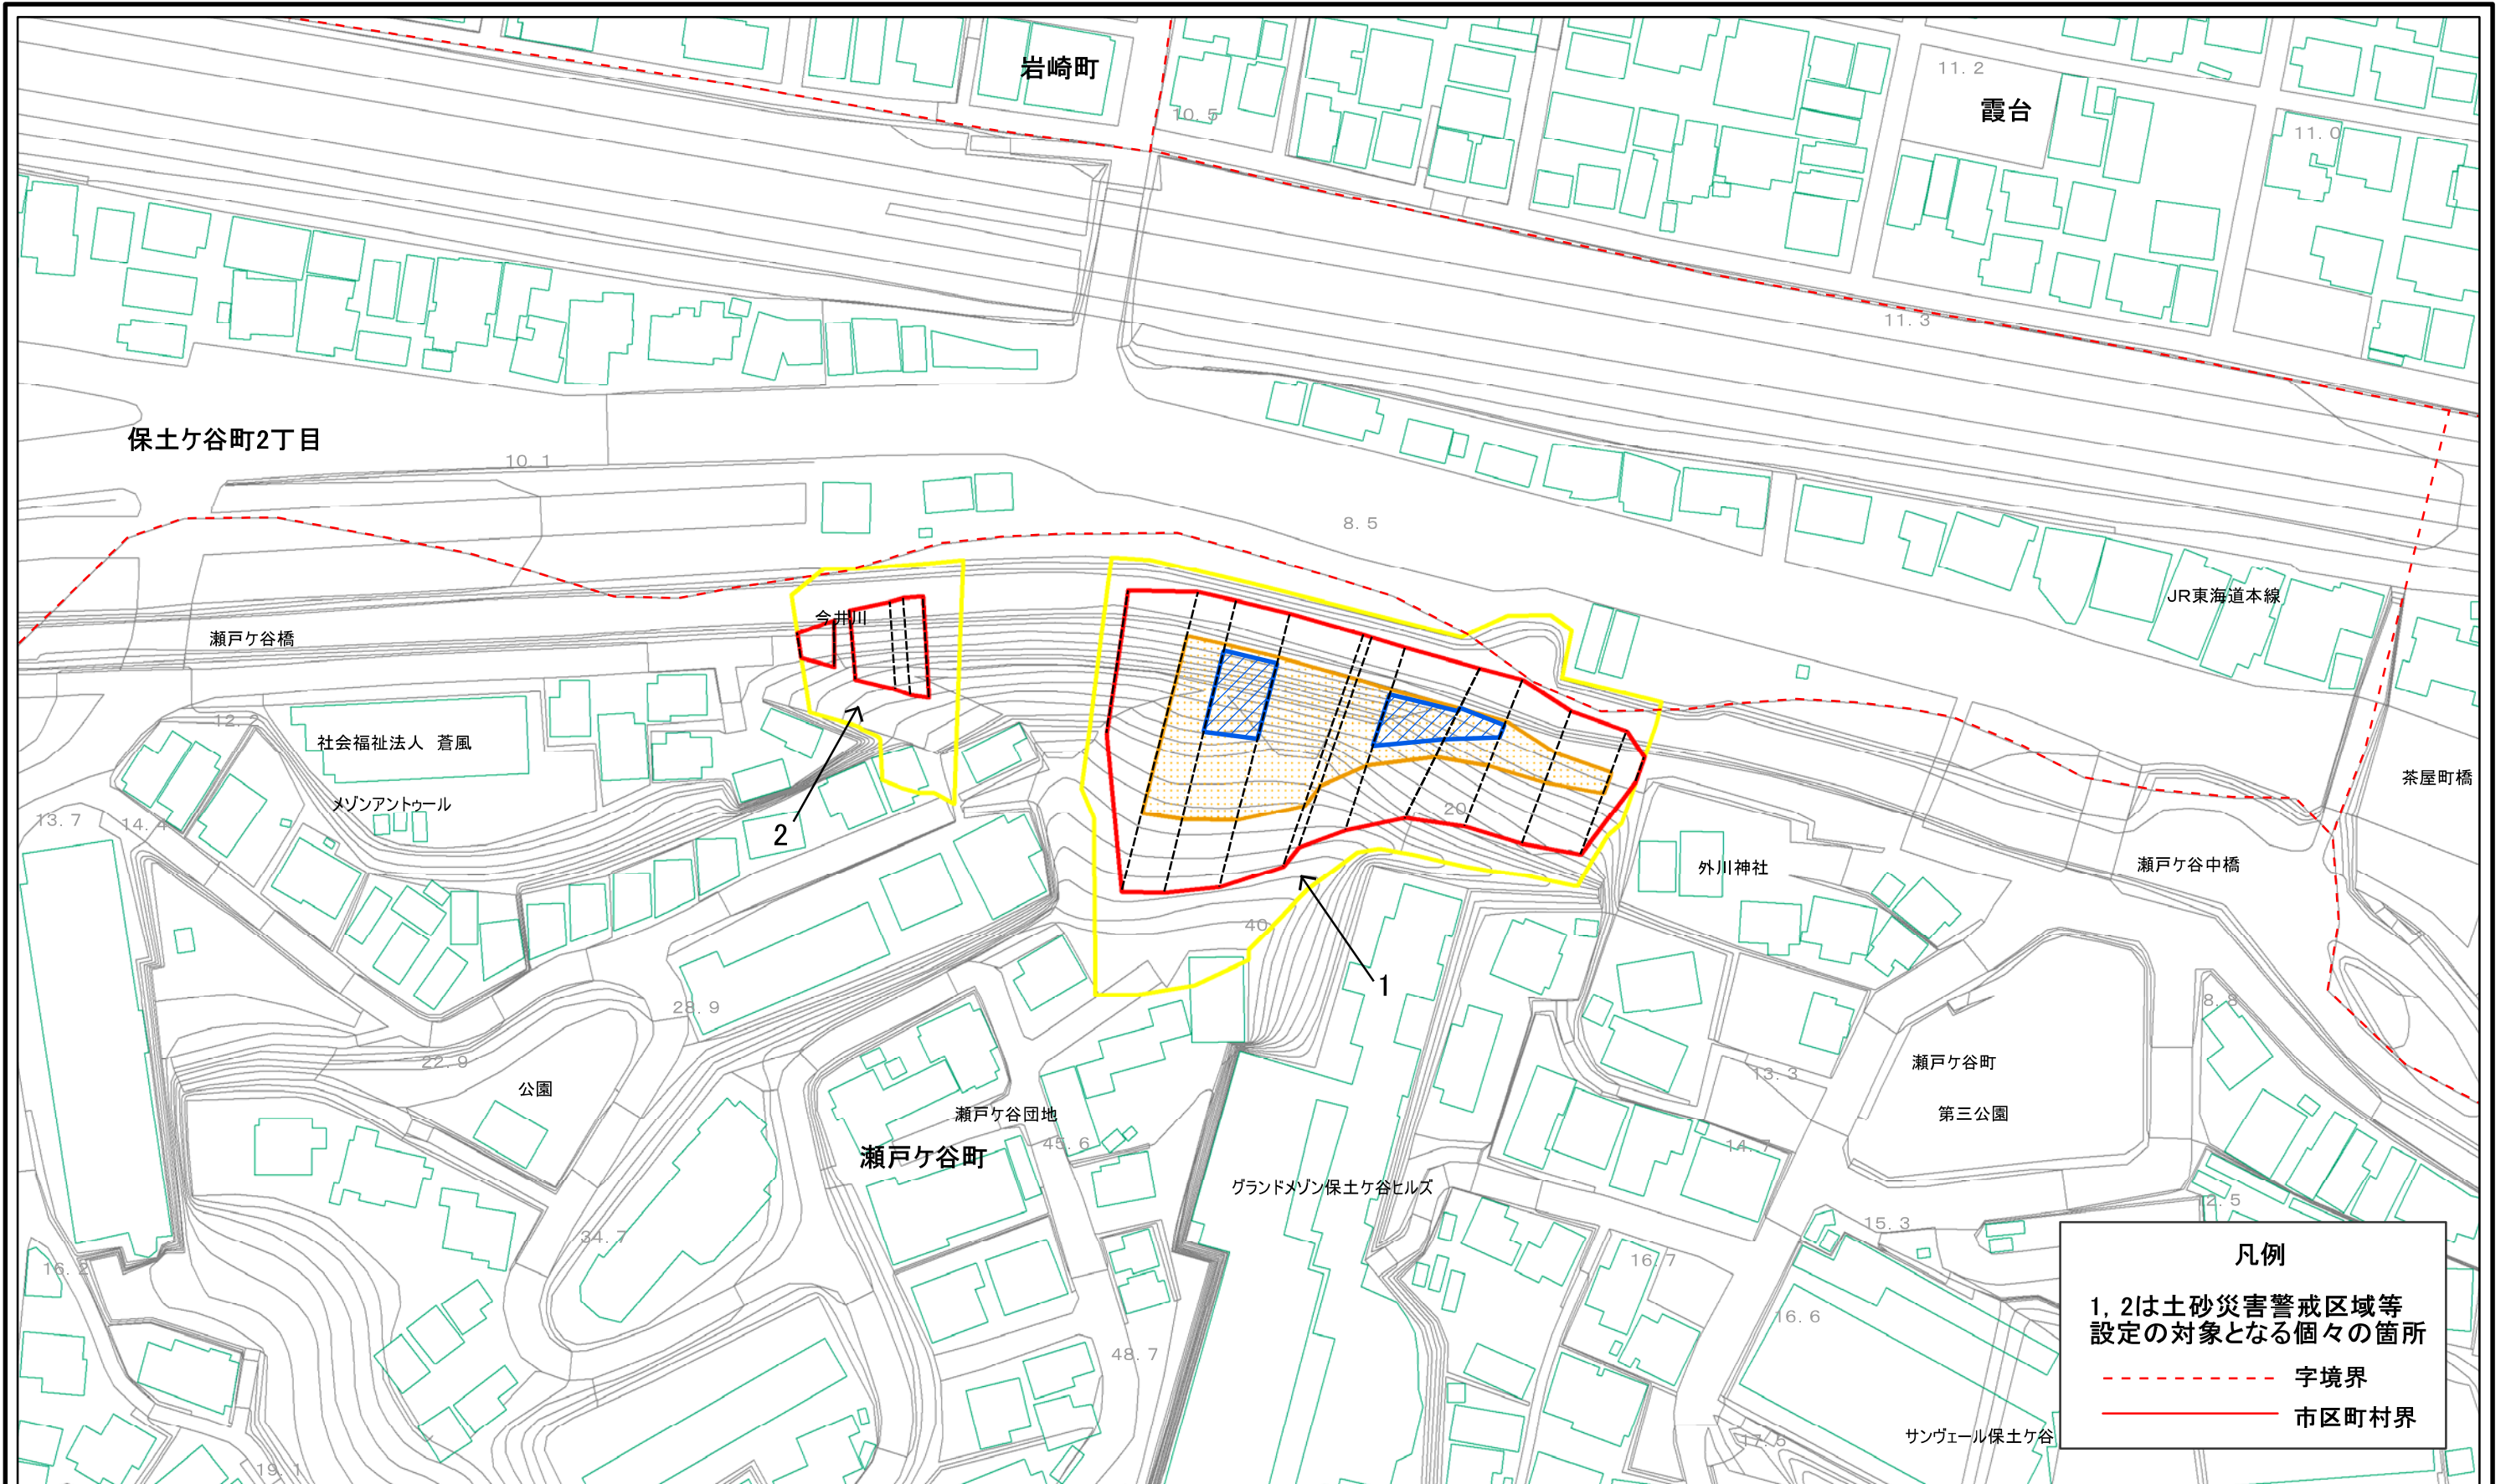 岩崎町
11. 2
霞台
10. 5
11. 0
11. 3
保土ケ谷町2丁目
10. 1
8. 5
JR東海道本線
今井川
瀬戸ケ谷橋
12. 2
社会福祉法人 蒼風
茶屋町橋
メゾンアントゥール
13. 7
14. 4
2
20
外川神社
瀬戸ケ谷中橋
40
1
28. 9
8. 8
22. 9
公園
瀬戸ケ谷町
13. 3
瀬戸ケ谷団地
第三公園
45. 6
14. 7
瀬戸ケ谷町
グランドメゾン保土ケ谷ヒルズ
2. 5
15. 3
34. 7
16. 2
16. 7
凡例
1, 2は土砂災害警戒区域等
設定の対象となる個々の箇所
16. 6
48. 7
字境界
市区町村界
サンヴェール保土ケ谷
17. 5
19. 1